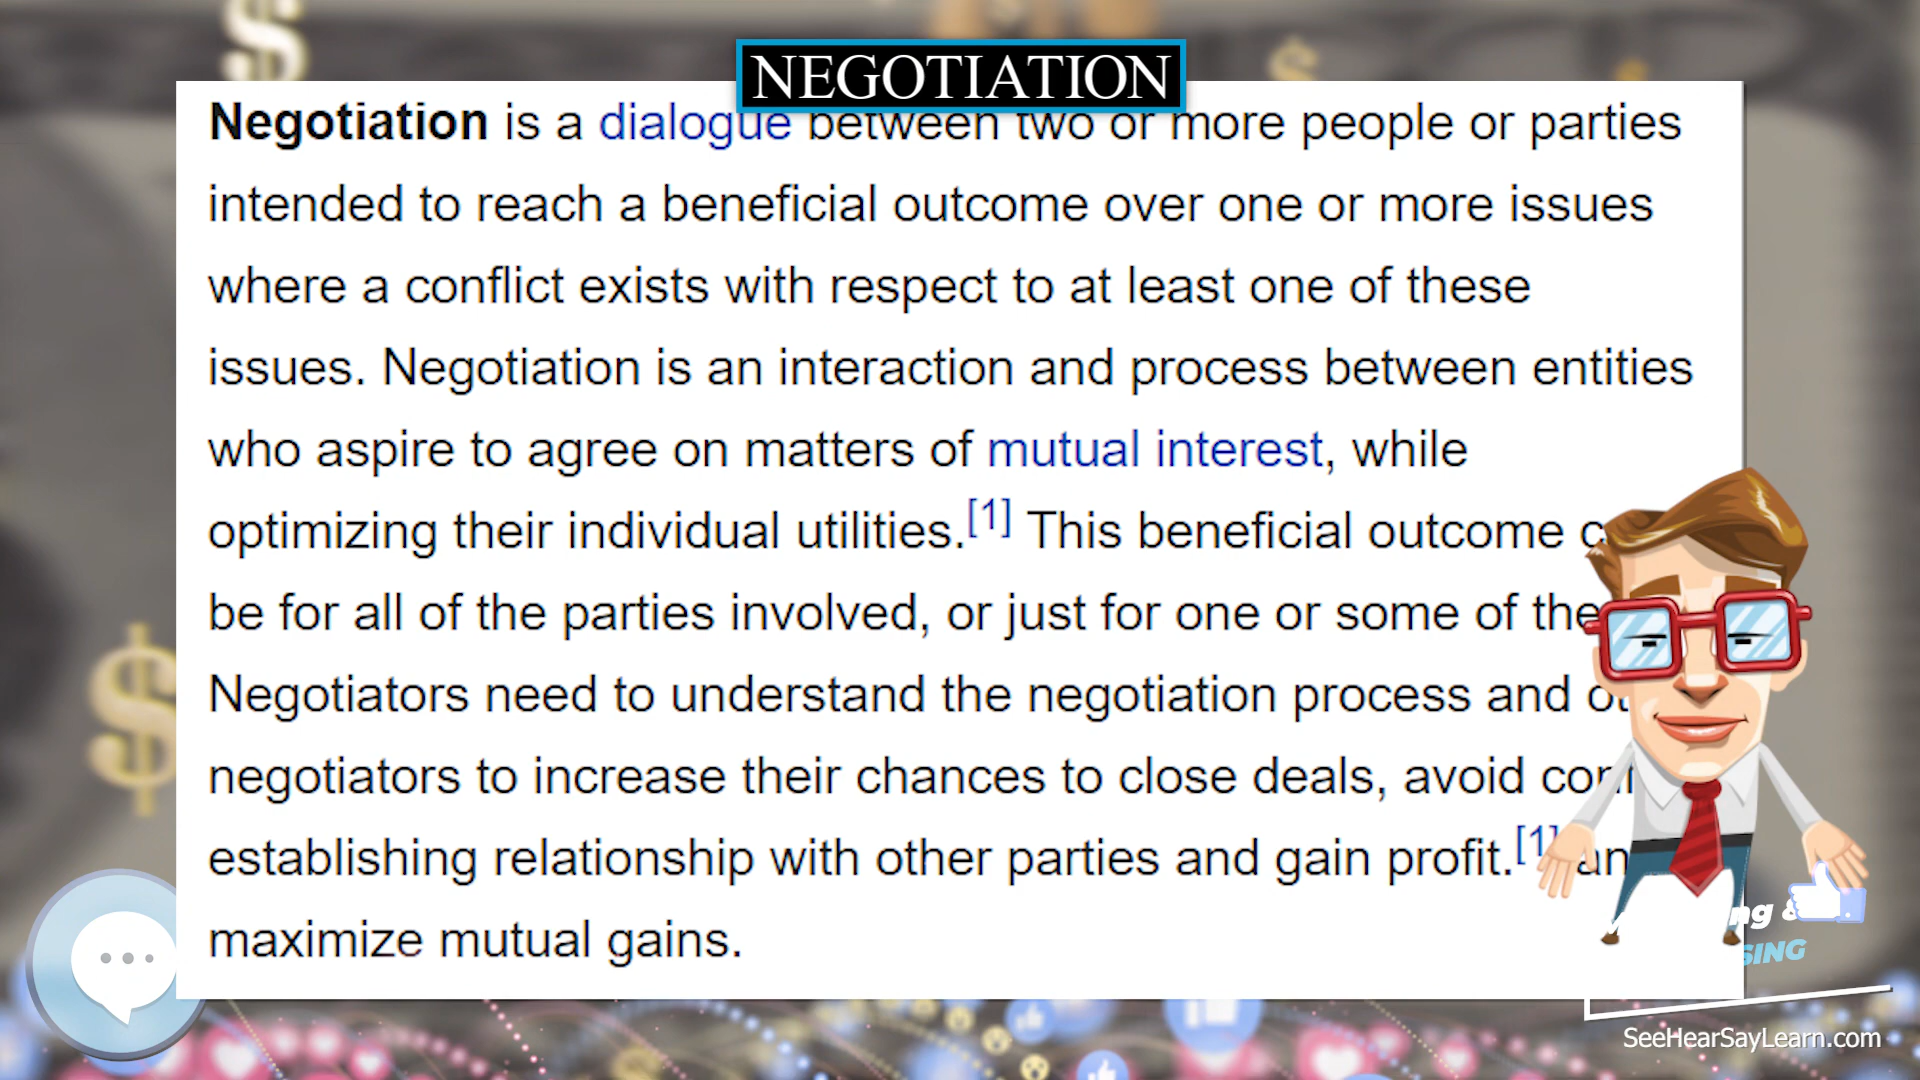 NEGOTIATION
Negotiation is a dialogue between two or more people or parties
intended to reach a beneficial outcome over one or more issues
where a conflict exists with respect to at least one of these
issues. Negotiation is an interaction and process between entities
who aspire to agree on matters of mutual interest, while
optimizing their individual utilities.[1] This beneficial outcome
be for all of the parties involved, or just for one or some of
Negotiators need to understand the negotiation process and
negotiators to increase their chances to close deals, avoid
establishing relationship with other parties and gain profit.[1]
maximize mutual gains.
SeeHearSayLearn.com